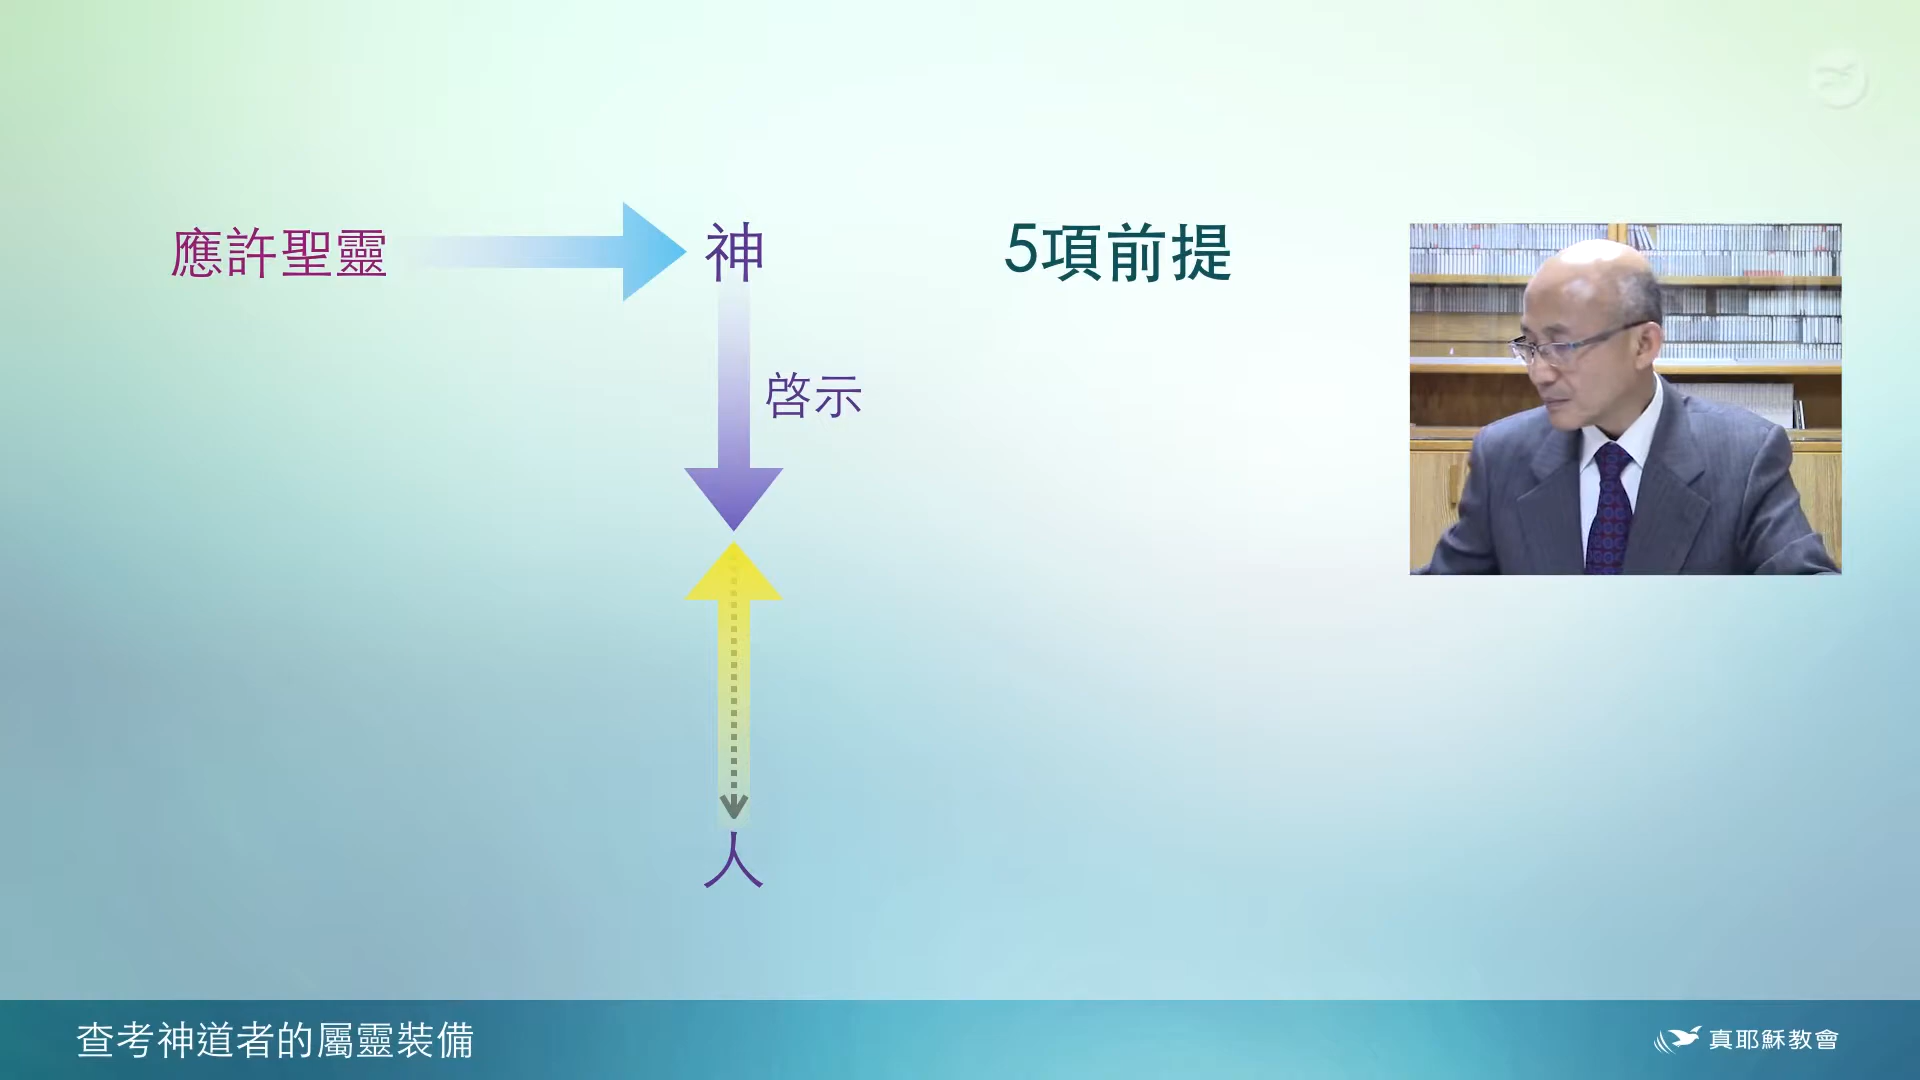 應許聖靈
神
5項前提
啓示
人
查考神道者的屬靈裝備
真耶穌教會